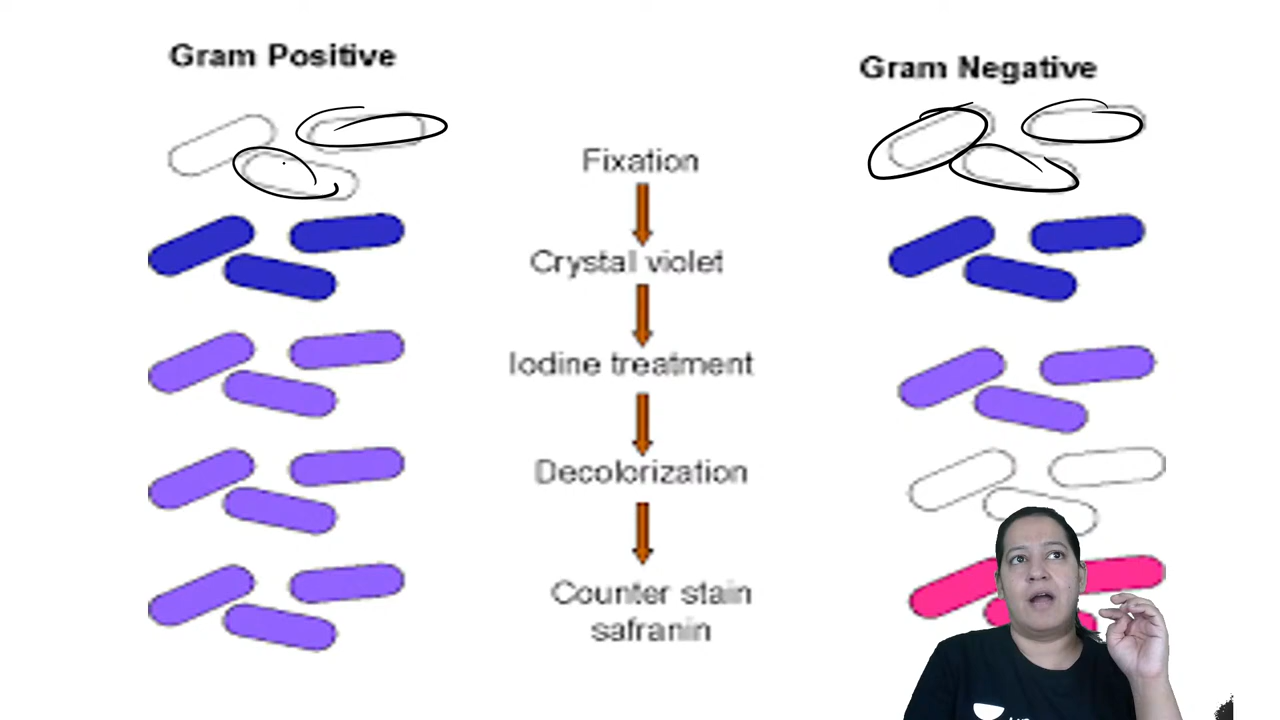 Gram Positive
Gram Negative
Fixation
Crystal violet
Iodine treatment
Decolorization
Counter stain
safranin